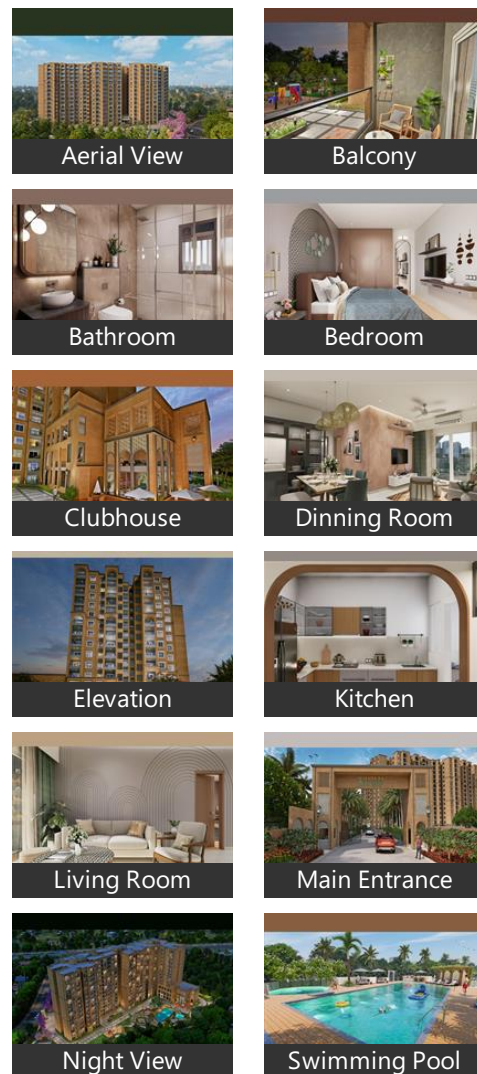 Aerial View
Balcony
Bathroom
Bedroom
Clubhouse
Dinning Room
Elevation
Kitchen
Living Room
Main Entrance
Night View
Swimming Pool